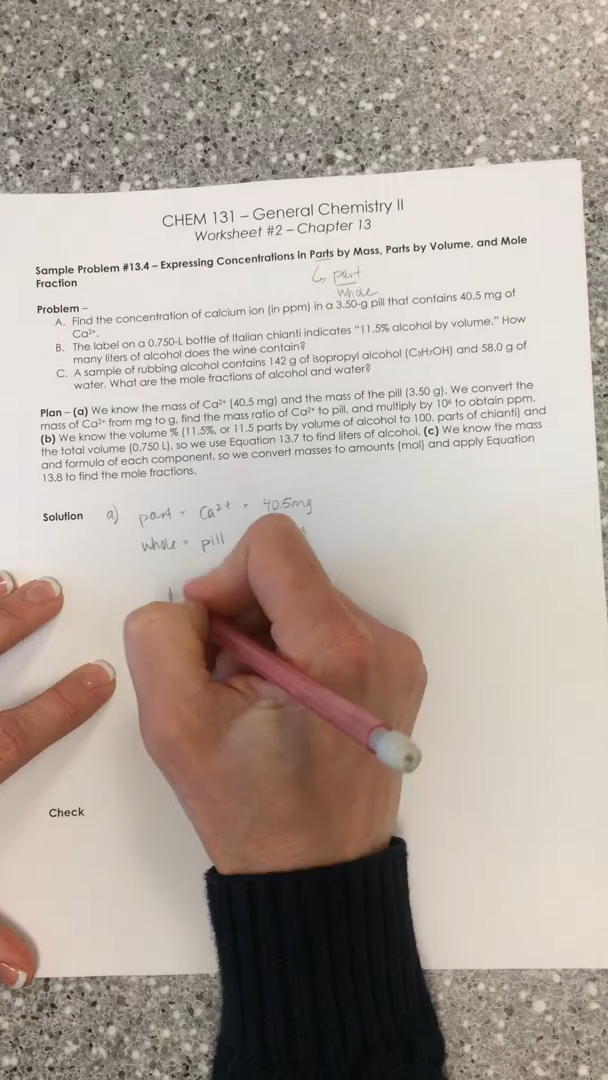 CHEM 131 – General Chemistry II
Worksheet #2 – Chapter 13
Sample Problem #13.4 – Expressing Concentrations in Parts by Mass, Parts by Volume, and Mole
Fraction
↳ part
whole
Problem –
A. Find the concentration of calcium ion (in ppm) in a 3.50-g pill that contains 40.5 mg of
Ca²⁺.
B. The label on a 0.750-L bottle of Italian chianti indicates “11.5% alcohol by volume.” How
many liters of alcohol does the wine contain?
C. A sample of rubbing alcohol contains 142 g of isopropyl alcohol (C₃H₇OH) and 58.0 g of
water. What are the mole fractions of alcohol and water?
Plan – (a) We know the mass of Ca²⁺ (40.5 mg) and the mass of the pill (3.50 g). We convert the
mass of Ca²⁺ from mg to g, find the mass ratio of Ca²⁺ to pill, and multiply by 10⁶ to obtain ppm.
(b) We know the volume % (11.5%, or 11.5 parts by volume of alcohol to 100. parts of chianti) and
the total volume (0.750 L), so we use Equation 13.7 to find liters of alcohol. (c) We know the mass
and formula of each component, so we convert masses to amounts (mol) and apply Equation
13.8 to find the mole fractions.
Solution a) part = Ca²⁺ = 40.5mg
whole = pill
Check